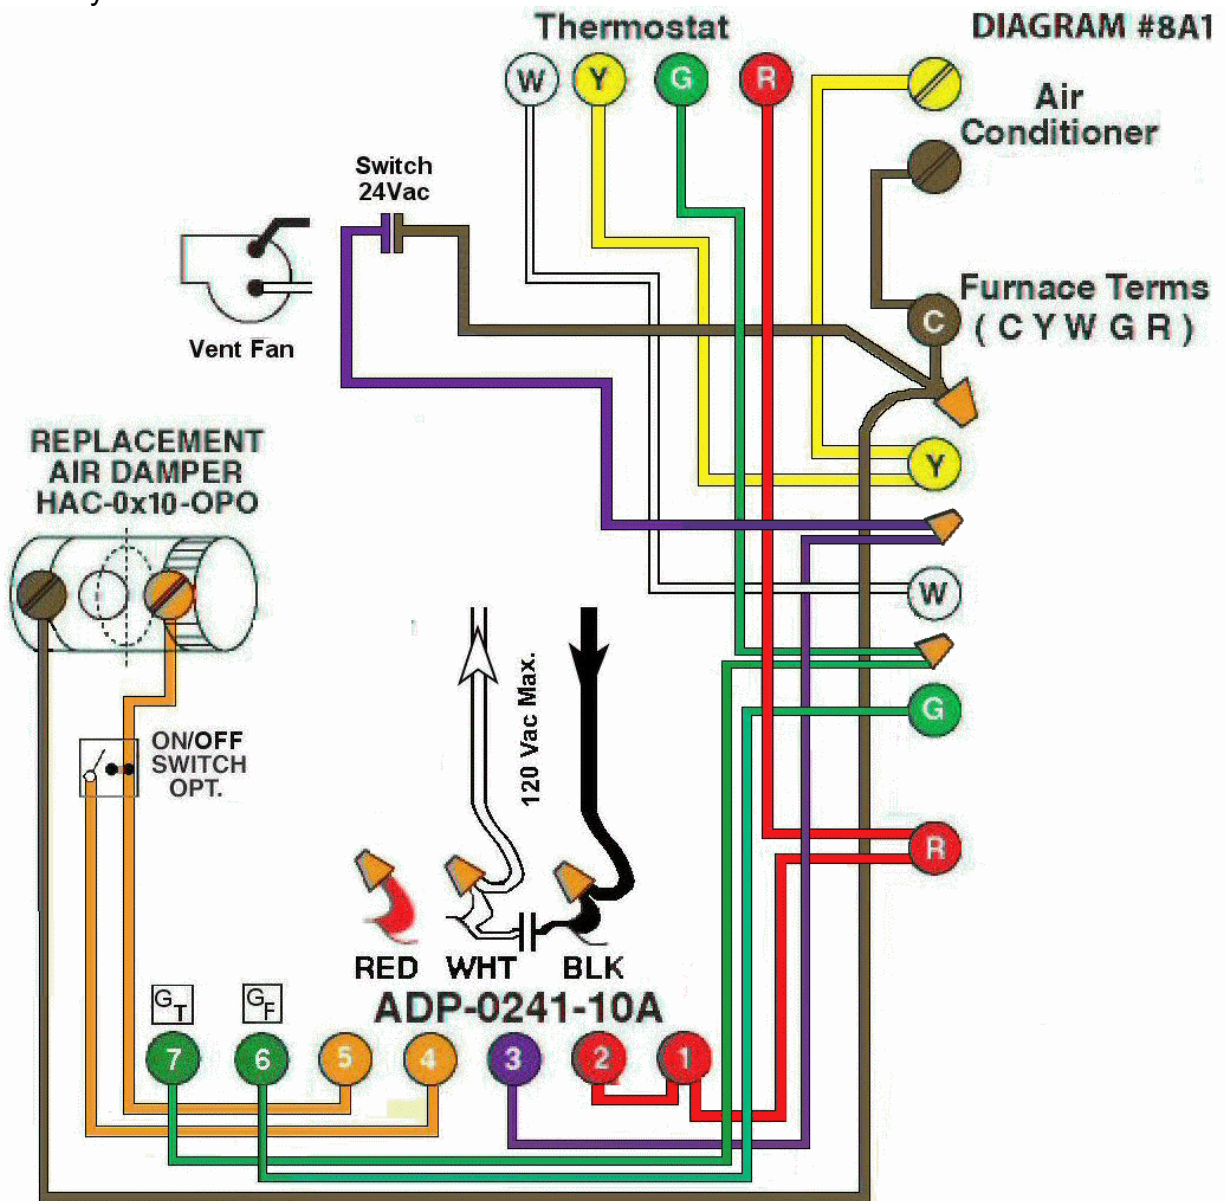 Thermostat
DIAGRAM #8A1
W Y G R
Air
Conditioner
Switch
24Vac
Furnace Terms
( C Y W G R )
C
Vent Fan
REPLACEMENT
AIR DAMPER
HAC-0x10-OPO
Y
W
G
R
120 Vac Max.
ON/OFF
SWITCH
OPT.
RED WHT BLK
GT GF
ADP-0241-10A
7 6 5 4 3 2 1